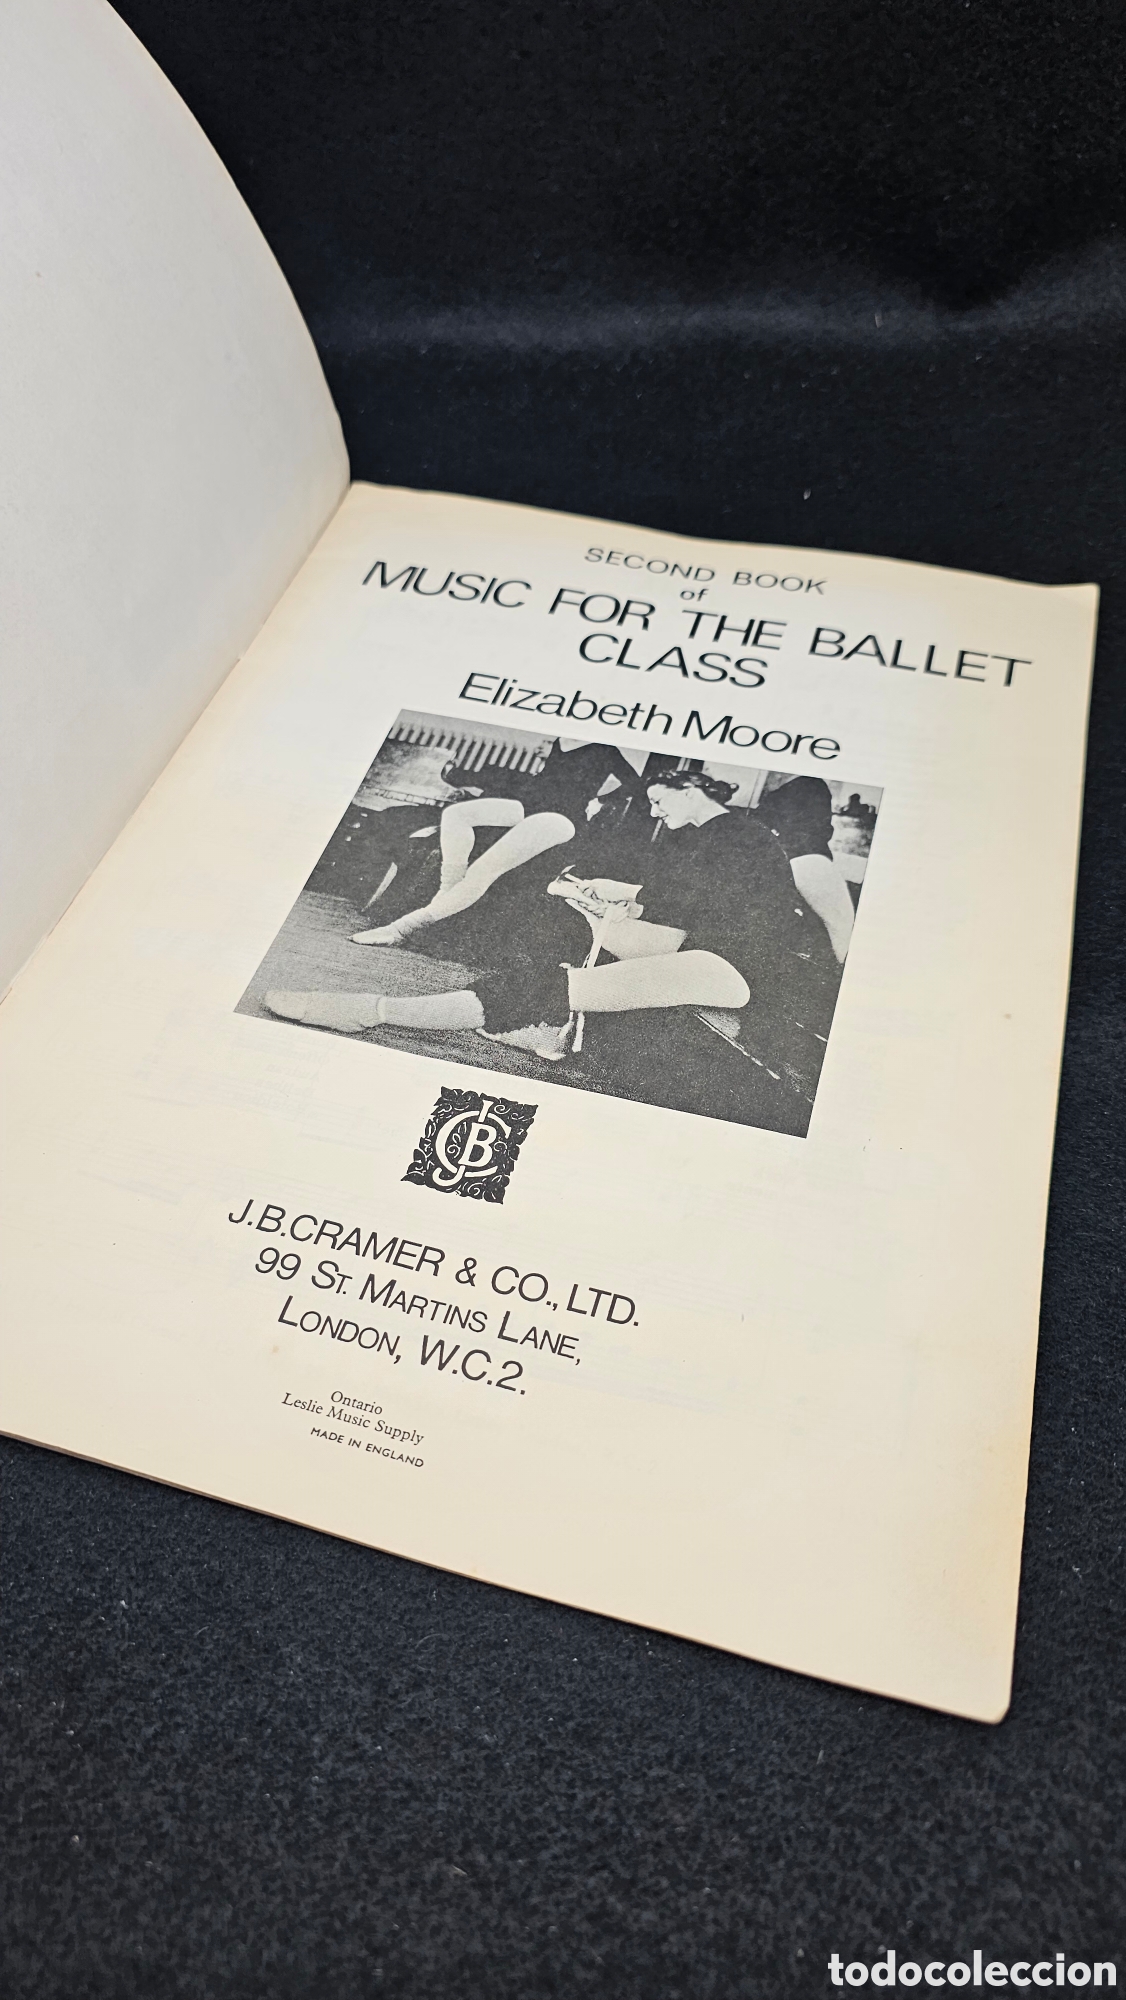 SECOND BOOK
of
MUSIC FOR THE BALLET
CLASS
Elizabeth Moore
JCB
J.B.CRAMER & CO., LTD.
99 ST. MARTINS LANE,
LONDON, W.C.2.
Ontario
Leslie Music Supply
MADE IN ENGLAND
todocoleccion